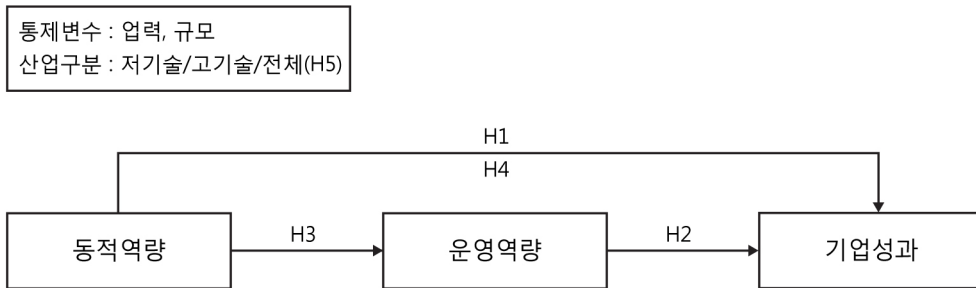 통제변수 : 업력, 규모
산업구분 : 저기술/고기술/전체(H5)
H1
H4
동적역량
H3
운영역량
H2
기업성과